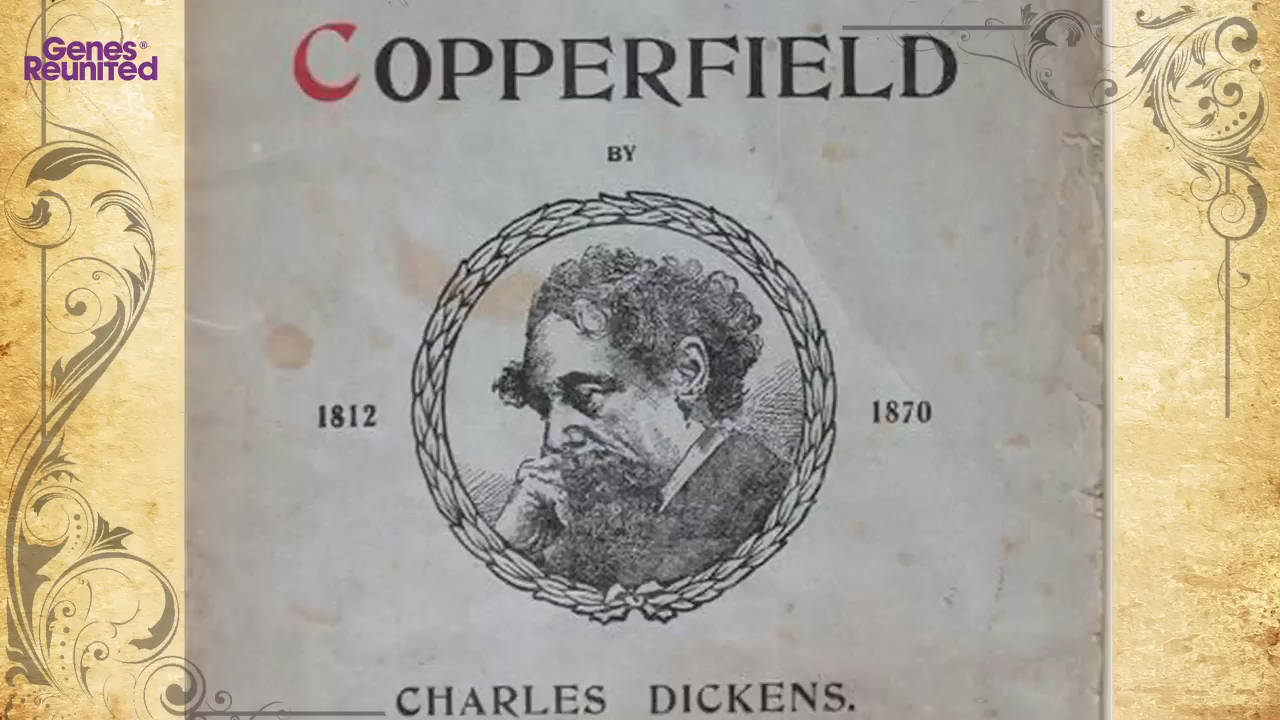 Genes®
Reunited
COPPERFIELD
BY
1812
1870
CHARLES DICKENS.